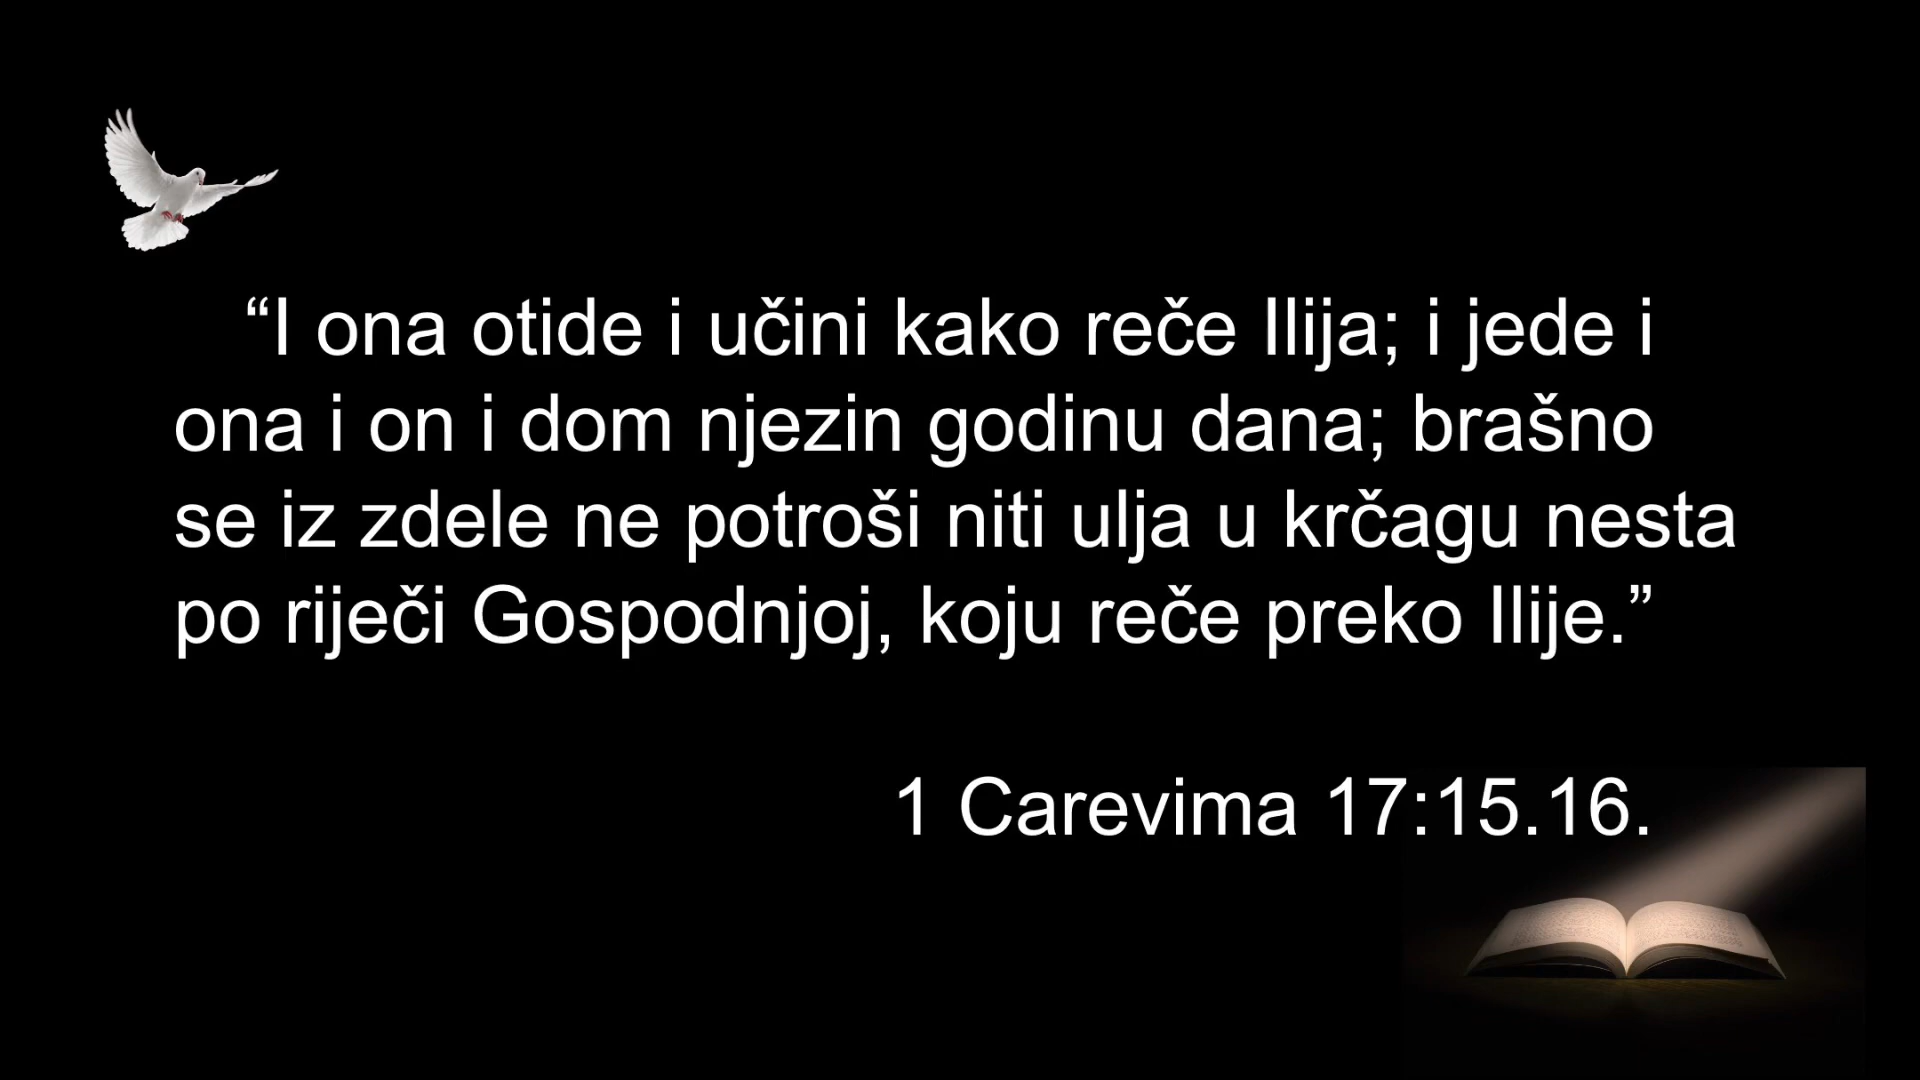 “I ona otide i učini kako reče Ilija; i jede i
ona i on i dom njezin godinu dana; brašno
se iz zdele ne potroši niti ulja u krčagu nesta
po riječi Gospodnjoj, koju reče preko Ilije.”
1 Carevima 17:15.16.